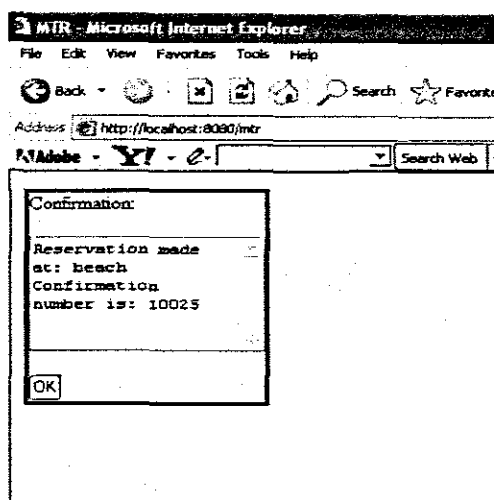 MTR - Microsoft Internet Explorer
File Edit View Favorites Tools Help
Back Search Favorite
Address http://localhost:8080/mtr
Adobe Y! Search Web
Confirmation:
Reservation made
at: beach
Confirmation
number is: 10025
OK